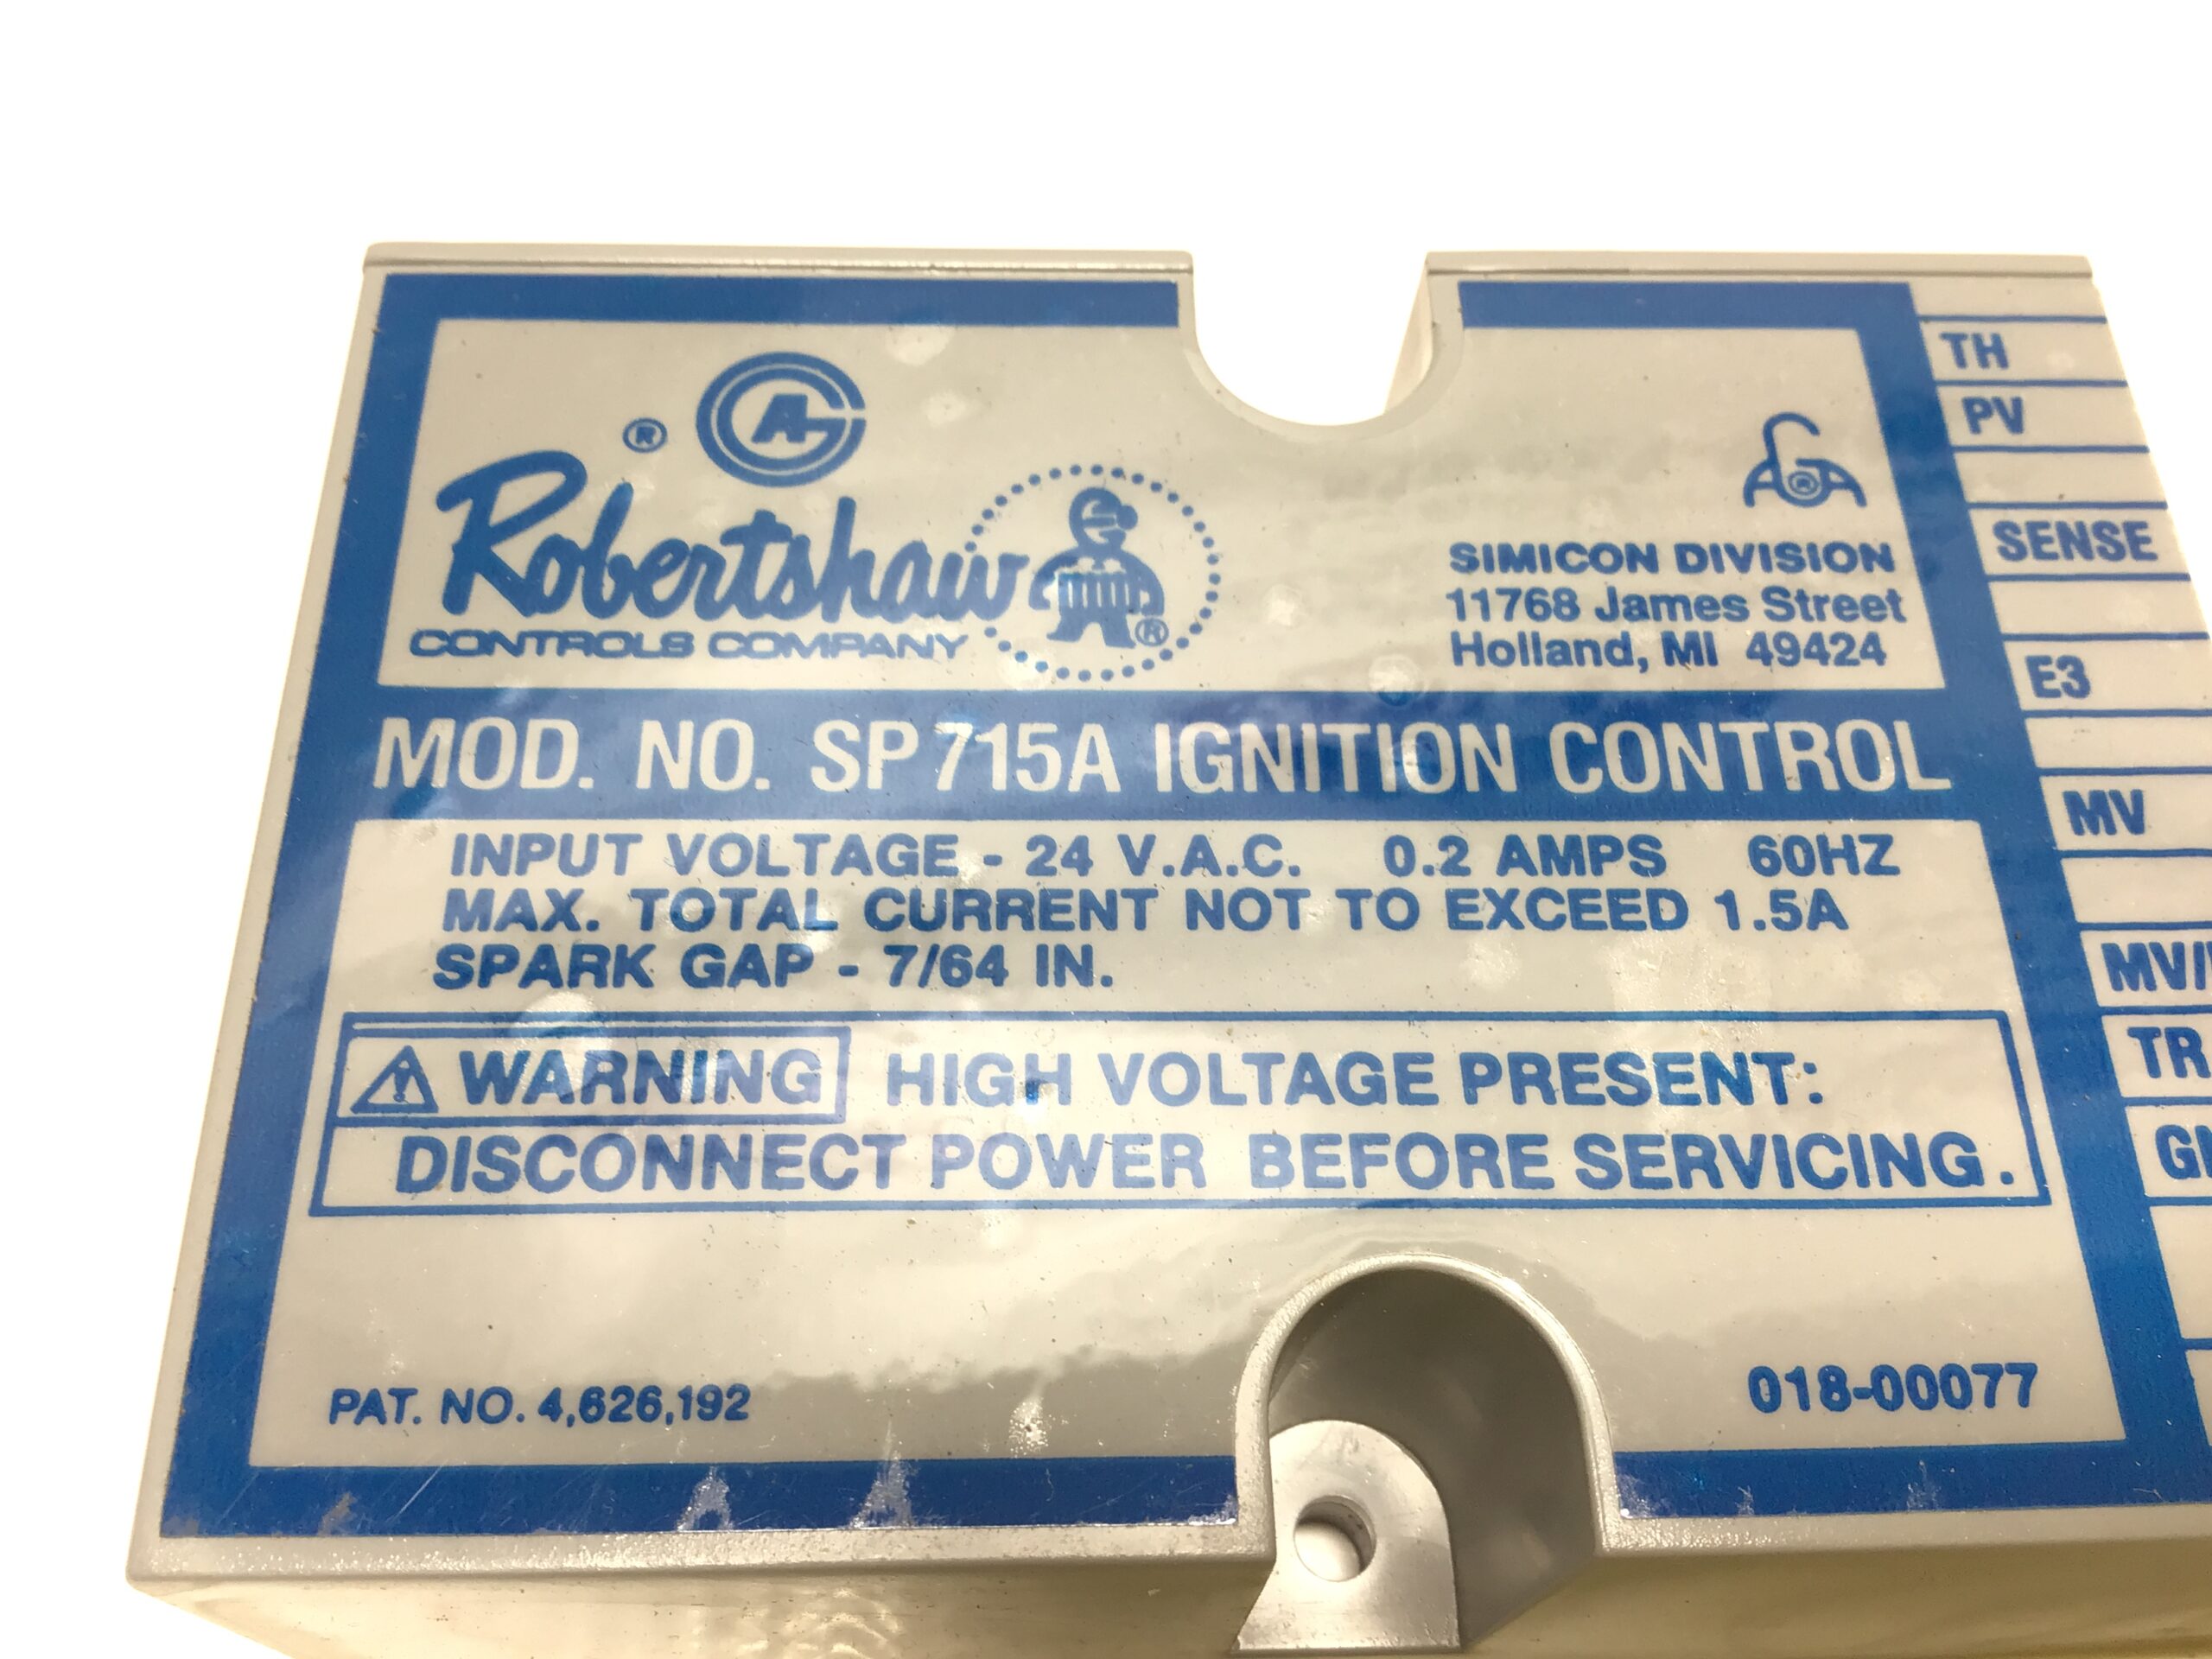 ®
Robertshaw
CONTROLS COMPANY
®
AGA
®
SIMICON DIVISION
11768 James Street
Holland, MI 49424
MOD. NO. SP715A IGNITION CONTROL
INPUT VOLTAGE - 24 V.A.C. 0.2 AMPS 60HZ
MAX. TOTAL CURRENT NOT TO EXCEED 1.5A
SPARK GAP - 7/64 IN.
⚠ WARNING HIGH VOLTAGE PRESENT:
DISCONNECT POWER BEFORE SERVICING.
PAT. NO. 4,626,192
018-00077
TH
PV
SENSE
E3
MV
TR